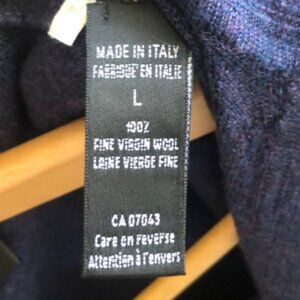 MADE IN ITALY
FABRIQUÉ EN ITALIE
L
100%
FINE VIRGIN WOOL
LAINE VIERGE FINE
CA 07043
Care on reverse
Attention à l'envers